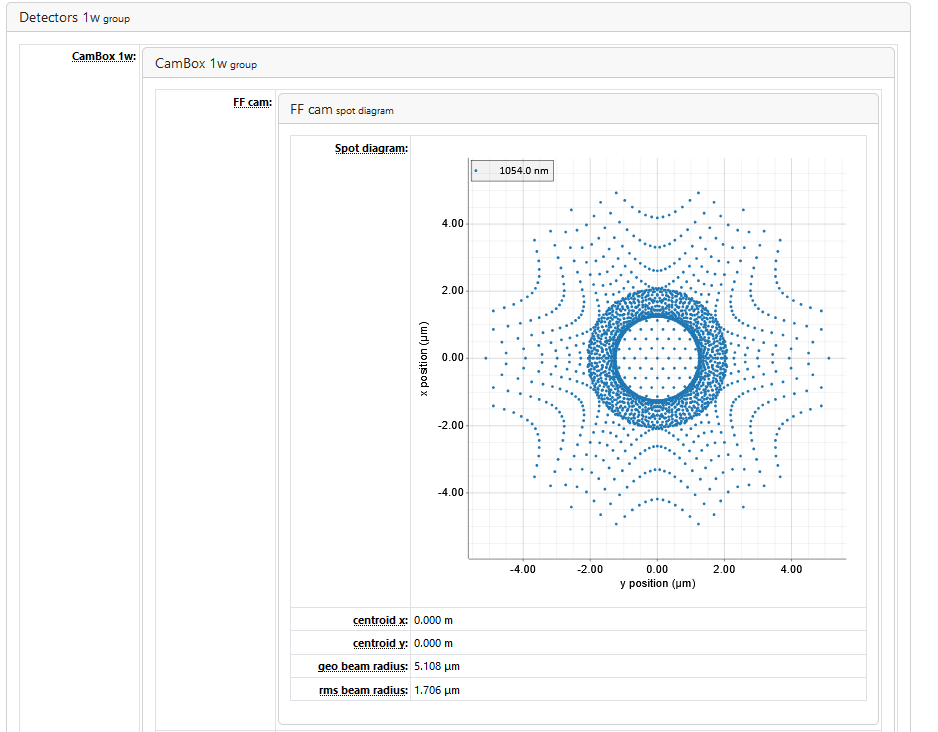 Detectors 1w group
CamBox 1w:
CamBox 1w group
FF cam:
FF cam spot diagram
Spot diagram:
1054.0 nm
4.00
2.00
0.00
-2.00
-4.00
x position (µm)
-4.00 -2.00 0.00 2.00 4.00
y position (µm)
centroid x: 0.000 m
centroid y: 0.000 m
geo beam radius: 5.108 µm
rms beam radius: 1.706 µm